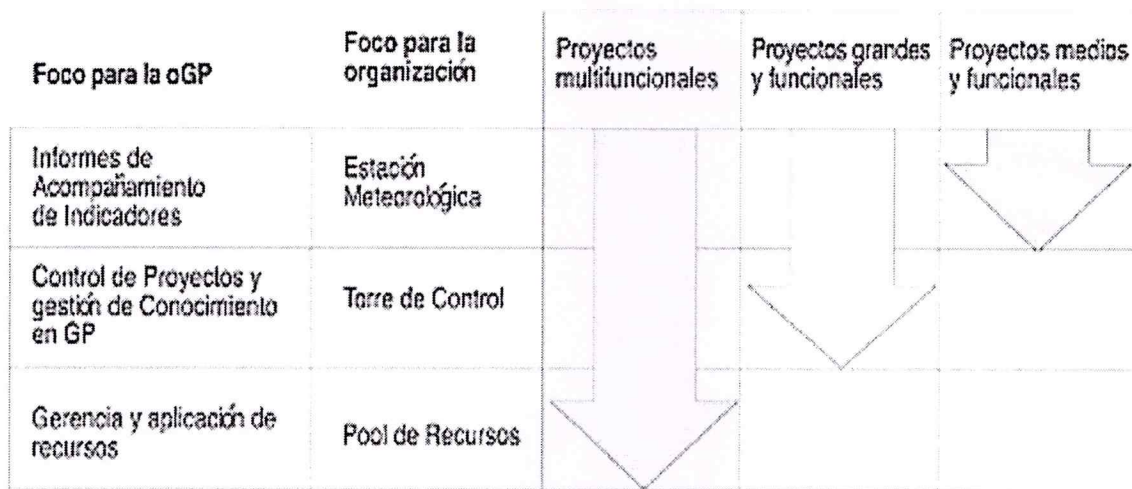 Foco para la oGP
Foco para la
organización
Proyectos
multifuncionales
Proyectos grandes
y funcionales
Proyectos medios
y funcionales
Informes de
Acompañamiento
de Indicadores
Estación
Meteorológica
Control de Proyectos y
gestión de Conocimiento
en GP
Torre de Control
Gerencia y aplicación de
recursos
Pool de Recursos